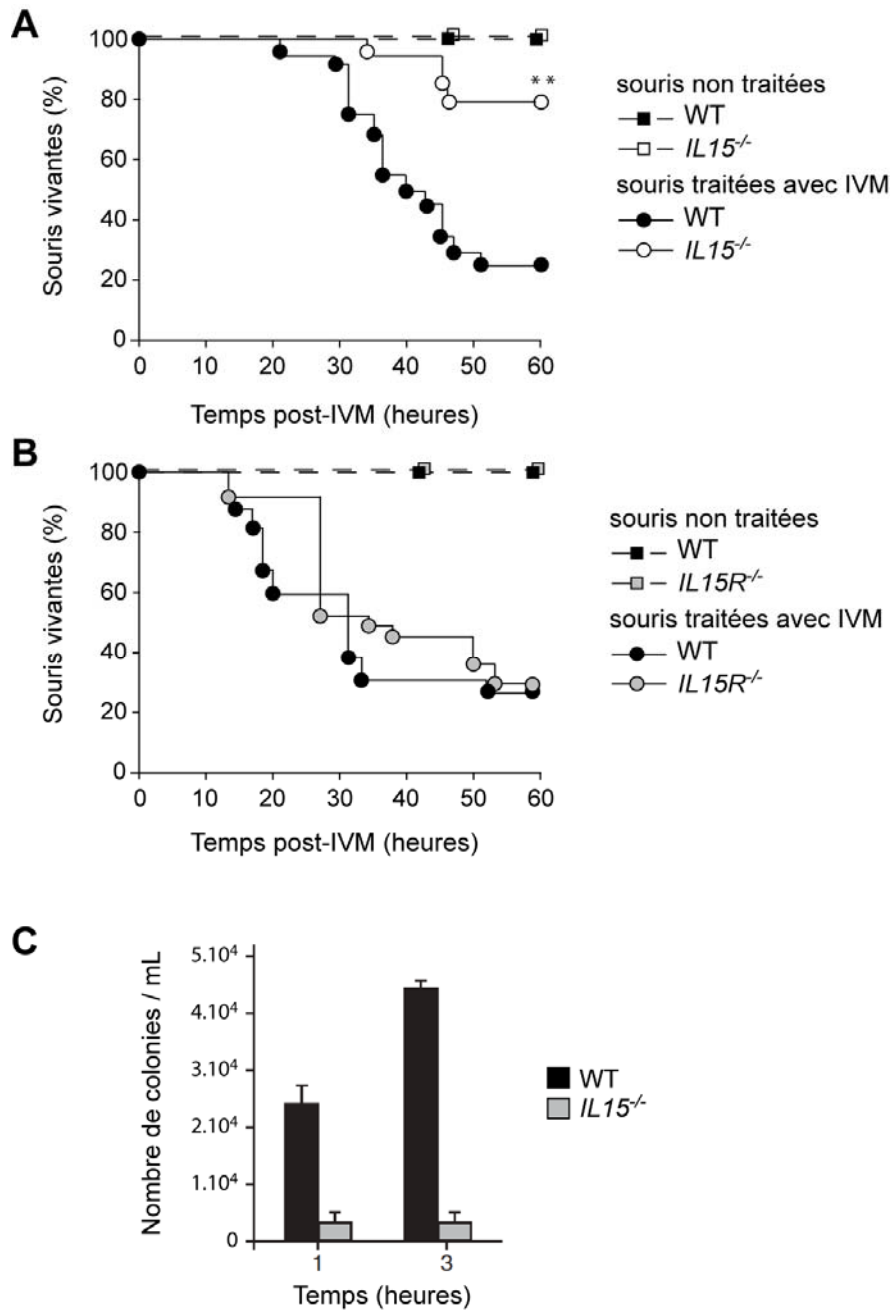 A
Souris vivantes (%)
100
80
60
40
20
0
0 10 20 30 40 50 60
Temps post-IVM (heures)
**
souris non traitées
WT
IL15-/-
souris traitées avec IVM
WT
IL15-/-
B
Souris vivantes (%)
100
80
60
40
20
0
0 10 20 30 40 50 60
Temps post-IVM (heures)
souris non traitées
WT
IL15R-/-
souris traitées avec IVM
WT
IL15R-/-
C
Nombre de colonies / mL
5.10⁴
4.10⁴
3.10⁴
2.10⁴
1.10⁴
0
1 3
Temps (heures)
WT
IL15-/-